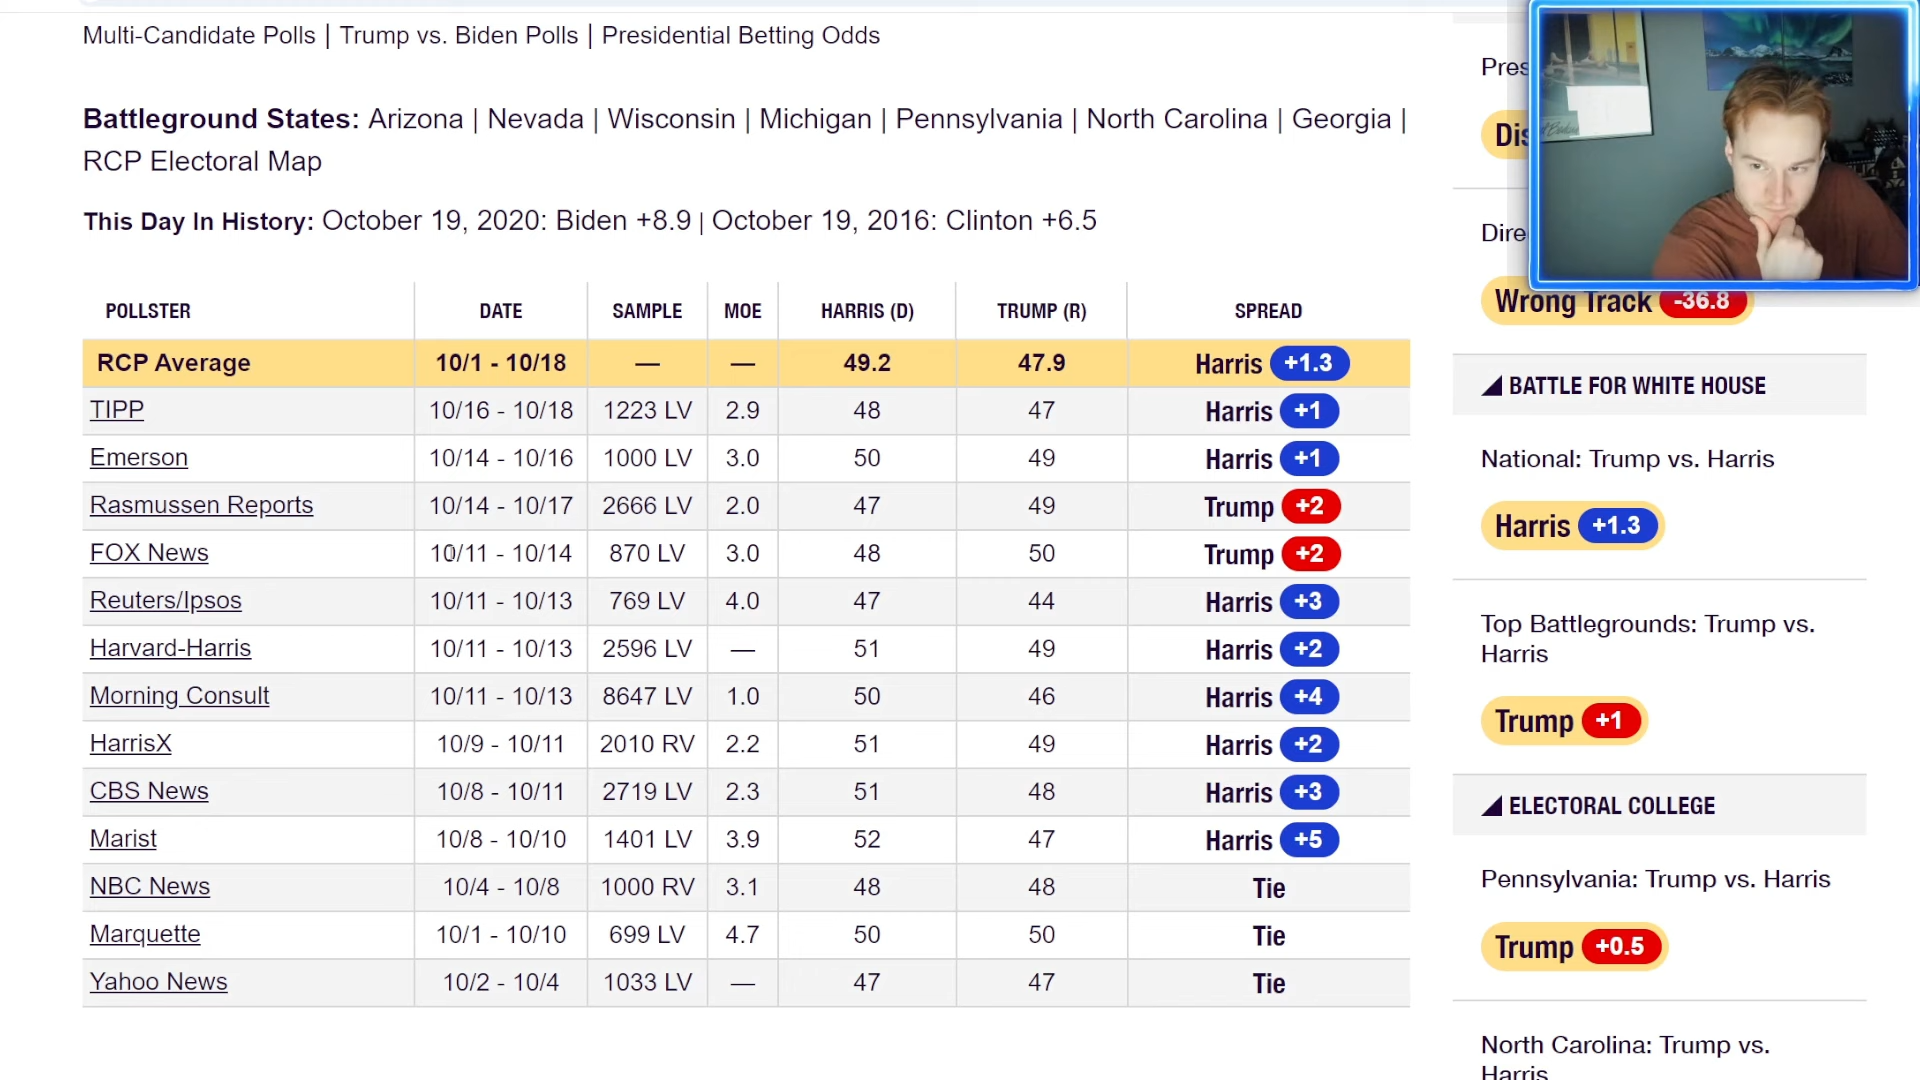 Multi-Candidate Polls | Trump vs. Biden Polls | Presidential Betting Odds
Battleground States: Arizona | Nevada | Wisconsin | Michigan | Pennsylvania | North Carolina | Georgia |
RCP Electoral Map
This Day In History: October 19, 2020: Biden +8.9 | October 19, 2016: Clinton +6.5
POLLSTER DATE SAMPLE MOE HARRIS (D) TRUMP (R) SPREAD
RCP Average 10/1 - 10/18 — — 49.2 47.9 Harris +1.3
TIPP 10/16 - 10/18 1223 LV 2.9 48 47 Harris +1
Emerson 10/14 - 10/16 1000 LV 3.0 50 49 Harris +1
Rasmussen Reports 10/14 - 10/17 2666 LV 2.0 47 49 Trump +2
FOX News 10/11 - 10/14 870 LV 3.0 48 50 Trump +2
Reuters/Ipsos 10/11 - 10/13 769 LV 4.0 47 44 Harris +3
Harvard-Harris 10/11 - 10/13 2596 LV — 51 49 Harris +2
Morning Consult 10/11 - 10/13 8647 LV 1.0 50 46 Harris +4
HarrisX 10/9 - 10/11 2010 RV 2.2 51 49 Harris +2
CBS News 10/8 - 10/11 2719 LV 2.3 51 48 Harris +3
Marist 10/8 - 10/10 1401 LV 3.9 52 47 Harris +5
NBC News 10/4 - 10/8 1000 RV 3.1 48 48 Tie
Marquette 10/1 - 10/10 699 LV 4.7 50 50 Tie
Yahoo News 10/2 - 10/4 1033 LV — 47 47 Tie
Pres
Dis
Dire
Wrong Track -36.8
BATTLE FOR WHITE HOUSE
National: Trump vs. Harris
Harris +1.3
Top Battlegrounds: Trump vs.
Harris
Trump +1
ELECTORAL COLLEGE
Pennsylvania: Trump vs. Harris
Trump +0.5
North Carolina: Trump vs.
Harris